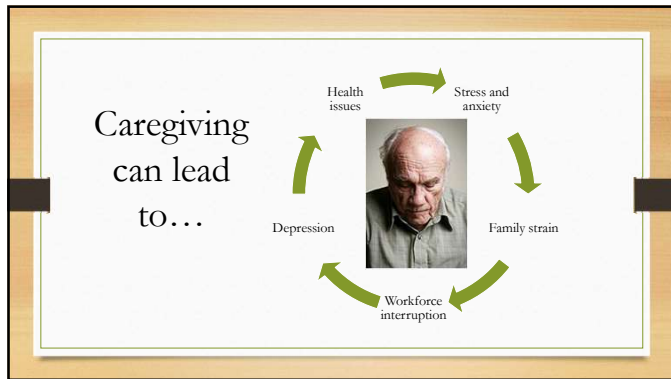 Caregiving
can lead
to…
Health
issues
Stress and
anxiety
Family strain
Workforce
interruption
Depression